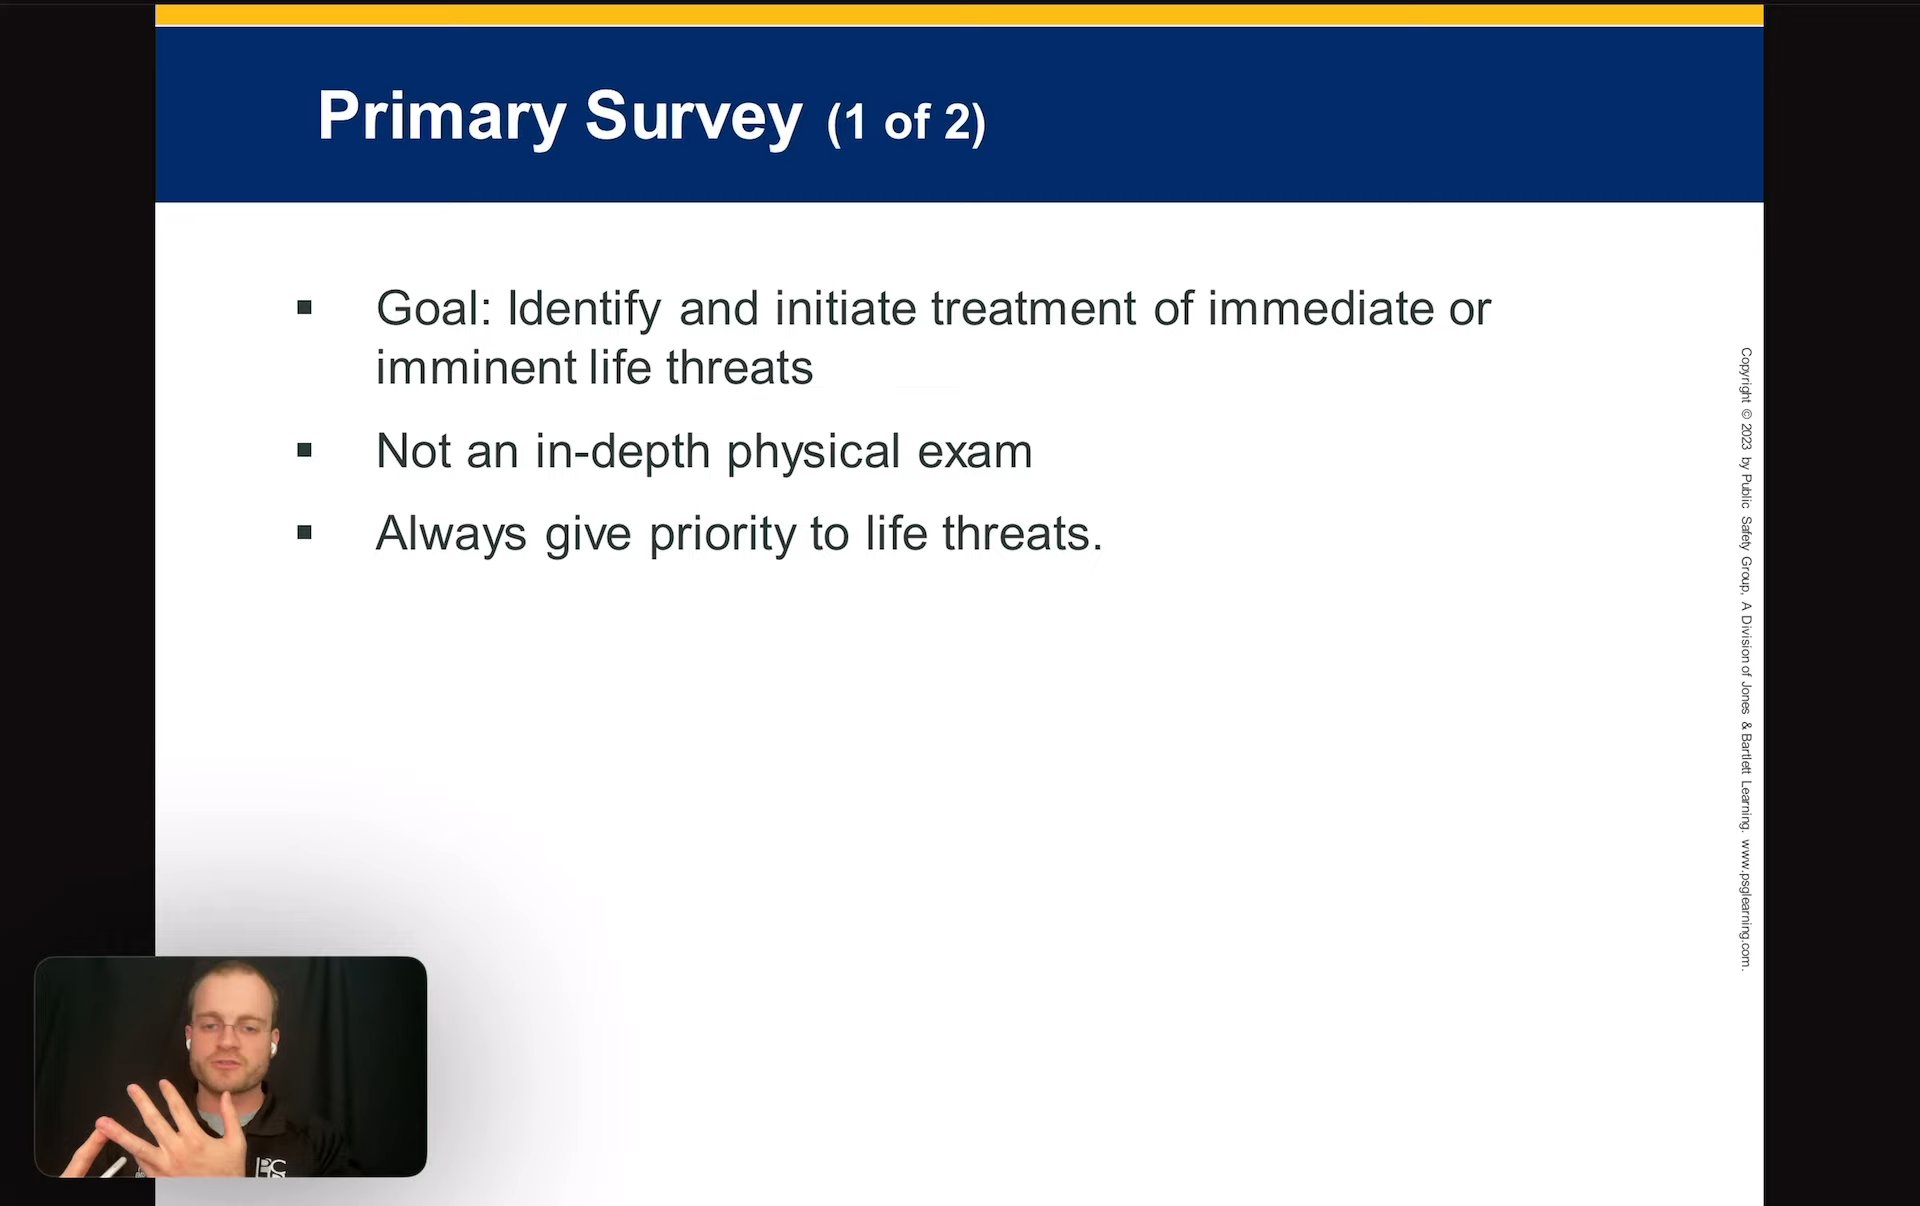 Primary Survey (1 of 2)
▪ Goal: Identify and initiate treatment of immediate or
imminent life threats
▪ Not an in-depth physical exam
▪ Always give priority to life threats.
Copyright © 2023 by Public Safety Group, A Division of Jones & Bartlett Learning. www.psglearning.com.